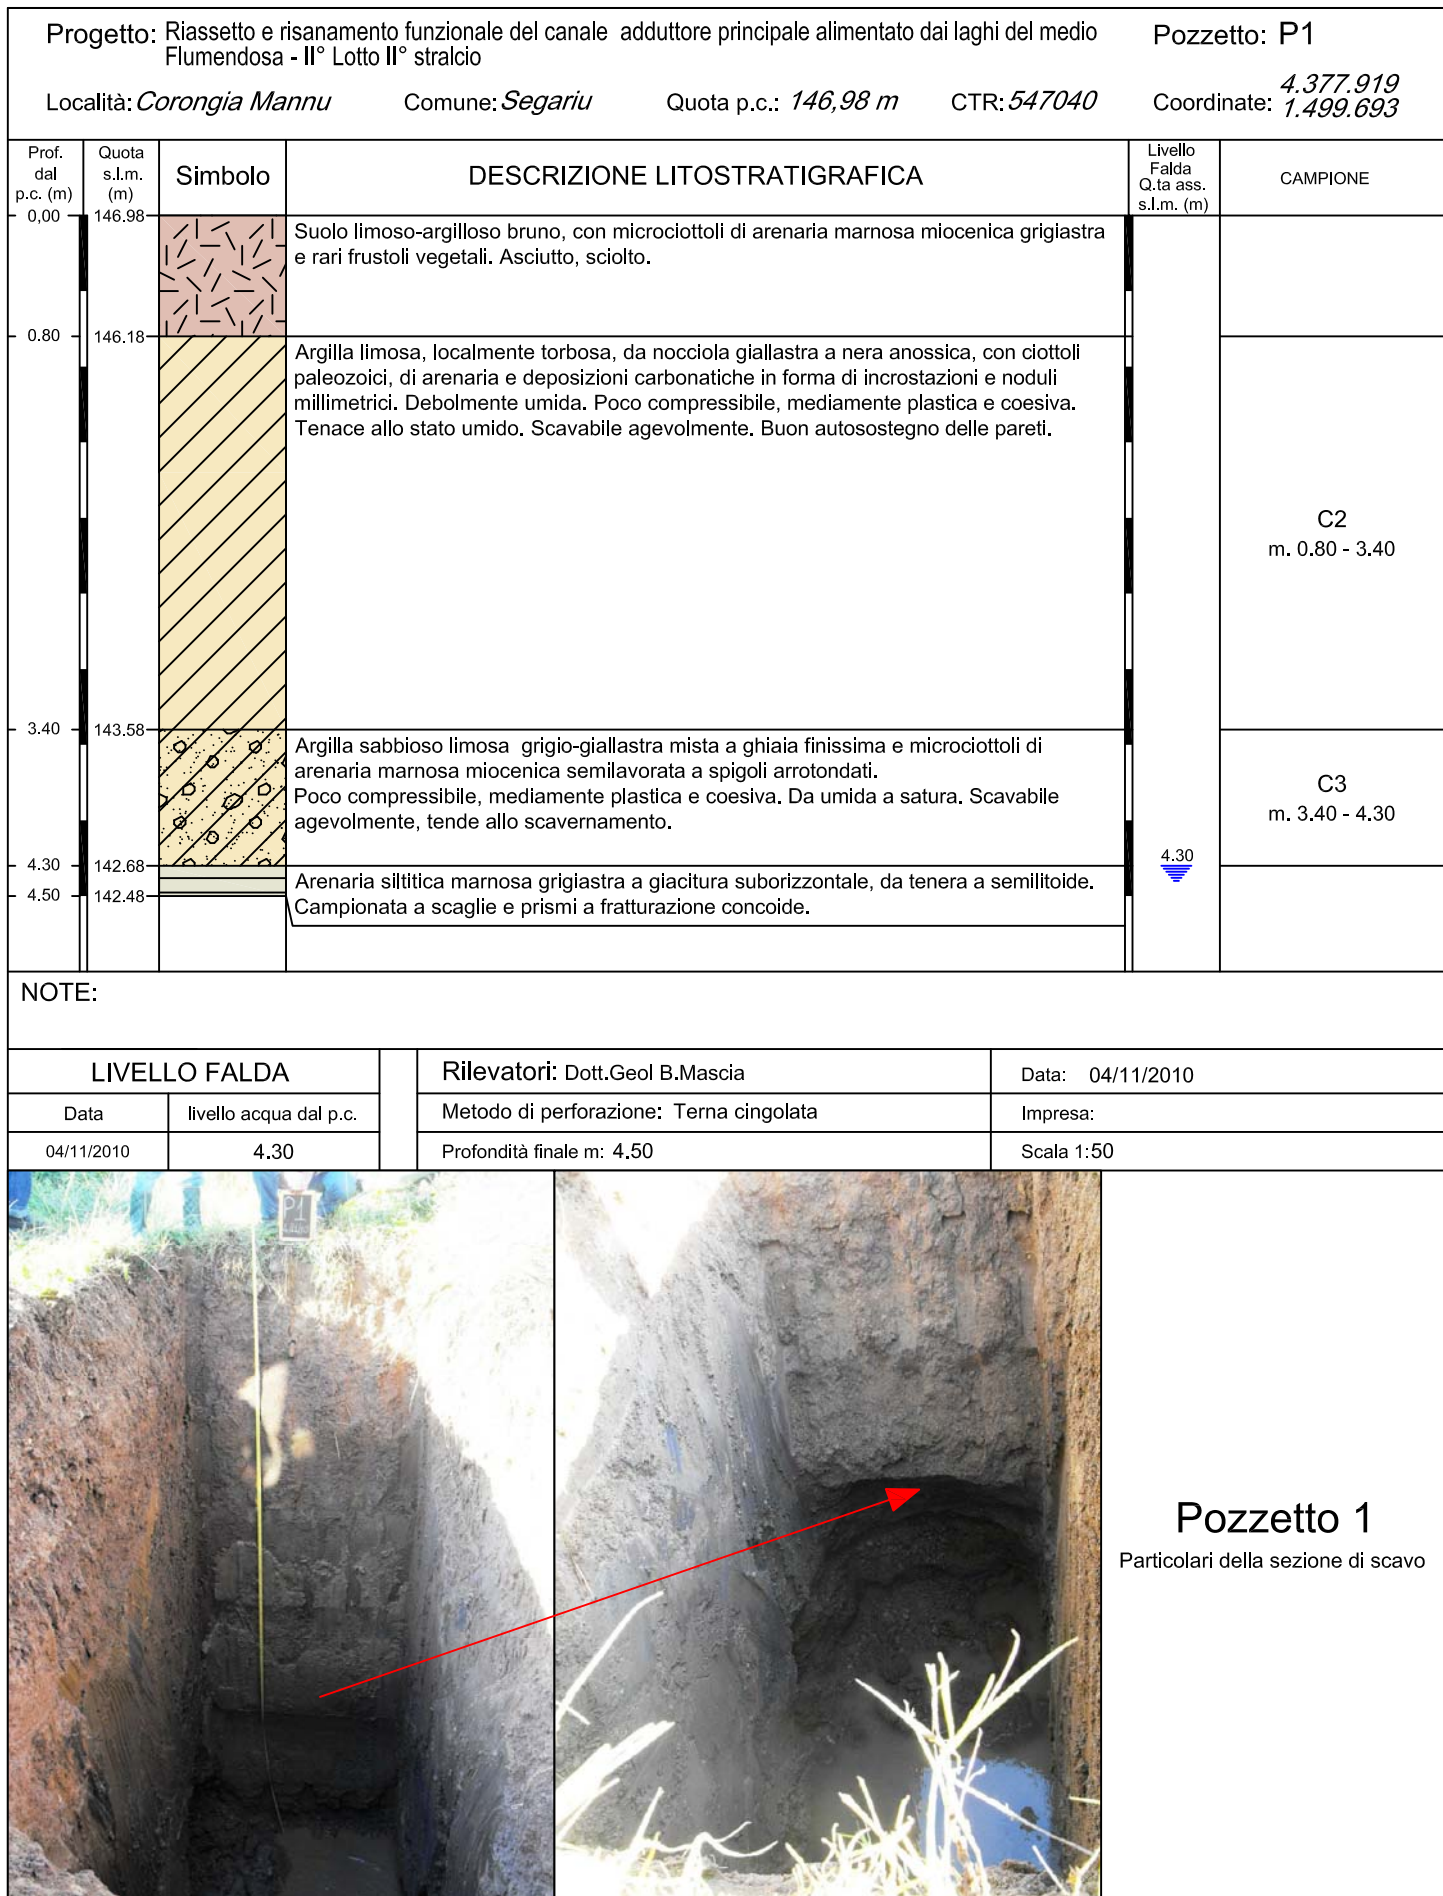 Progetto: Riassetto e risanamento funzionale del canale adduttore principale alimentato dai laghi del medio
Flumendosa - II° Lotto II° stralcio
Pozzetto: P1
Località: Corongia Mannu Comune: Segariu Quota p.c.: 146,98 m CTR: 547040 Coordinate: 4.377.919
1.499.693
Prof.
dal
p.c. (m)
Quota
s.l.m.
(m)
Simbolo
DESCRIZIONE LITOSTRATIGRAFICA
Livello
Falda
Q.ta ass.
s.l.m. (m)
CAMPIONE
0,00 146.98
Suolo limoso-argilloso bruno, con microciottoli di arenaria marnosa miocenica grigiastra
e rari frustoli vegetali. Asciutto, sciolto.
0.80 146.18
Argilla limosa, localmente torbosa, da nocciola giallastra a nera anossica, con ciottoli
paleozoici, di arenaria e deposizioni carbonatiche in forma di incrostazioni e noduli
millimetrici. Debolmente umida. Poco compressibile, mediamente plastica e coesiva.
Tenace allo stato umido. Scavabile agevolmente. Buon autosostegno delle pareti.
C2
m. 0.80 - 3.40
3.40 143.58
Argilla sabbioso limosa grigio-giallastra mista a ghiaia finissima e microciottoli di
arenaria marnosa miocenica semilavorata a spigoli arrotondati.
Poco compressibile, mediamente plastica e coesiva. Da umida a satura. Scavabile
agevolmente, tende allo scavernamento.
C3
m. 3.40 - 4.30
4.30 142.68
4.30
Arenaria siltitica marnosa grigiastra a giacitura suborizzontale, da tenera a semilitoide.
Campionata a scaglie e prismi a fratturazione concoide.
4.50 142.48
NOTE:
LIVELLO FALDA
Data livello acqua dal p.c.
04/11/2010 4.30
Rilevatori: Dott.Geol B.Mascia
Data: 04/11/2010
Metodo di perforazione: Terna cingolata
Impresa:
Profondità finale m: 4.50
Scala 1:50
P1
Pozzetto 1
Particolari della sezione di scavo